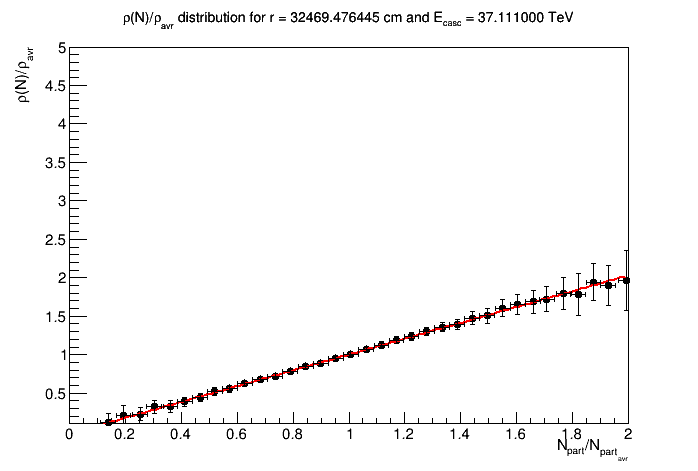 ρ(N)/ρavr distribution for r = 32469.476445 cm and Ecasc = 37.111000 TeV
ρ(N)/ρavr
5
4.5
4
3.5
3
2.5
2
1.5
1
0.5
0 0.2 0.4 0.6 0.8 1 1.2 1.4 1.6 1.8 2
Npart/Npartavr